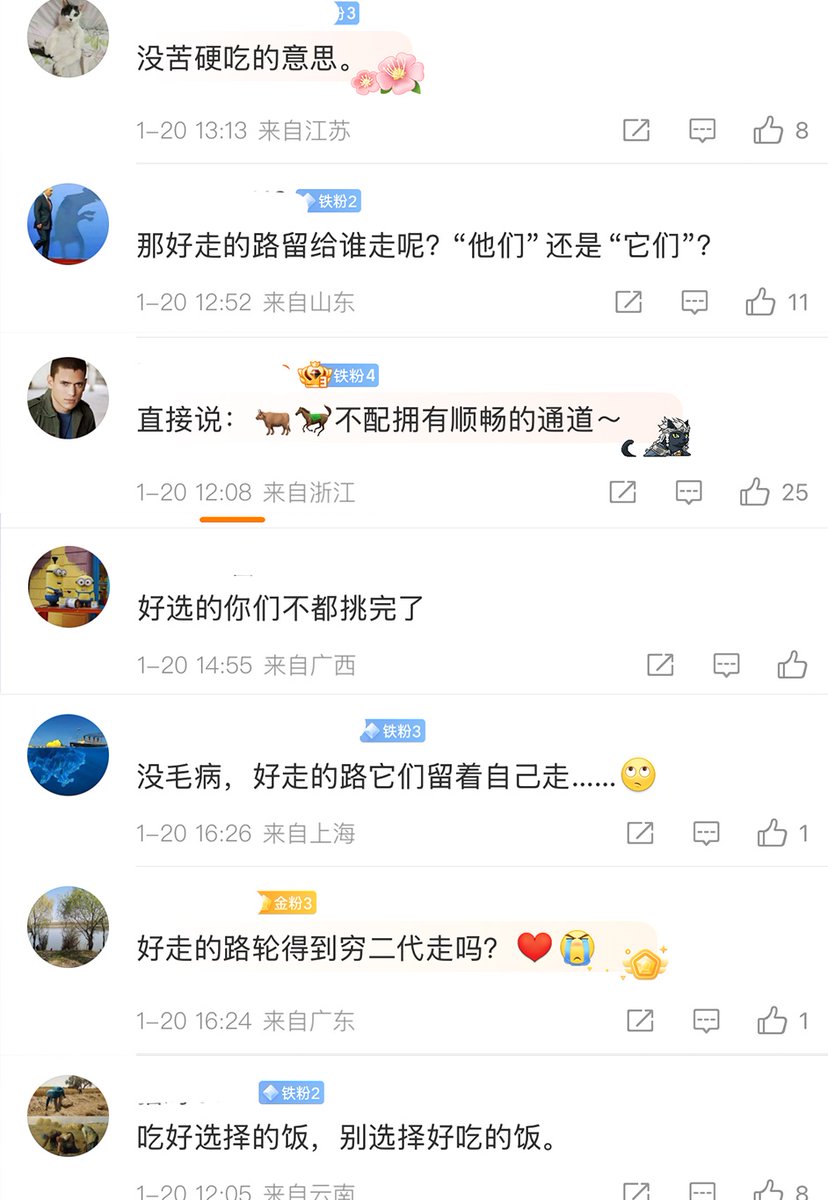 粉3
没苦硬吃的意思。
1-20 13:13 来自江苏
8
铁粉2
那好走的路留给谁走呢？“他们”还是“它们”？
1-20 12:52 来自山东
11
铁粉4
直接说：🐂🐎不配拥有顺畅的通道～
1-20 12:08 来自浙江
25
好选的你们不都挑完了
1-20 14:55 来自广西
铁粉3
没毛病，好走的路它们留着自己走......🙄
1-20 16:26 来自上海
1
金粉3
好走的路轮得到穷二代走吗？❤️😭
1-20 16:24 来自广东
1
铁粉2
吃好选择的饭，别选择好吃的饭。
1-20 12:05 来自云南
8